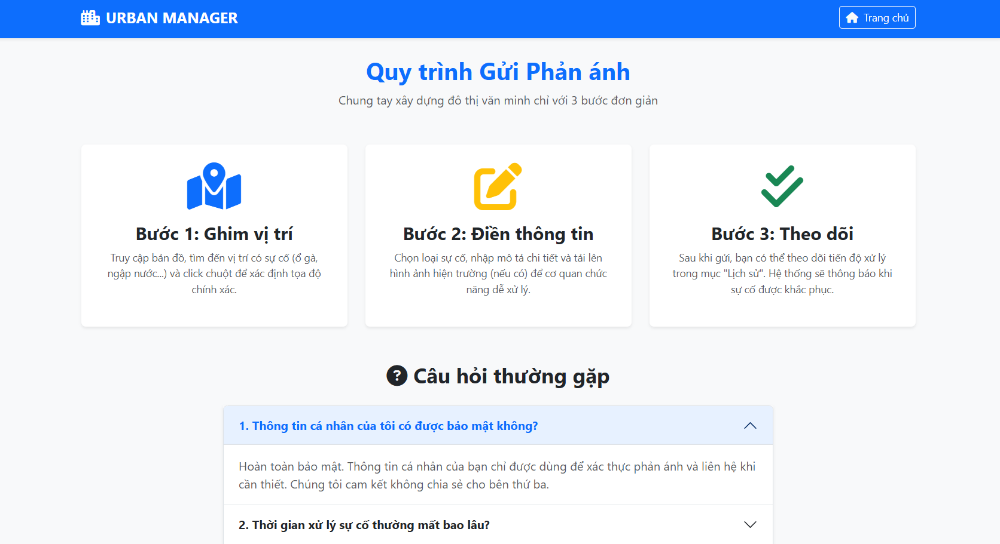 URBAN MANAGER
Trang chủ
Quy trình Gửi Phản ánh
Chung tay xây dựng đô thị văn minh chỉ với 3 bước đơn giản
Bước 1: Ghim vị trí
Truy cập bản đồ, tìm đến vị trí có sự cố (ổ gà,
ngập nước...) và click chuột để xác định tọa độ
chính xác.
Bước 2: Điền thông tin
Chọn loại sự cố, nhập mô tả chi tiết và tải lên
hình ảnh hiện trường (nếu có) để cơ quan chức
năng dễ xử lý.
Bước 3: Theo dõi
Sau khi gửi, bạn có thể theo dõi tiến độ xử lý
trong mục "Lịch sử". Hệ thống sẽ thông báo khi
sự cố được khắc phục.
Câu hỏi thường gặp
1. Thông tin cá nhân của tôi có được bảo mật không?
Hoàn toàn bảo mật. Thông tin cá nhân của bạn chỉ được dùng để xác thực phản ánh và liên hệ khi
cần thiết. Chúng tôi cam kết không chia sẻ cho bên thứ ba.
2. Thời gian xử lý sự cố thường mất bao lâu?